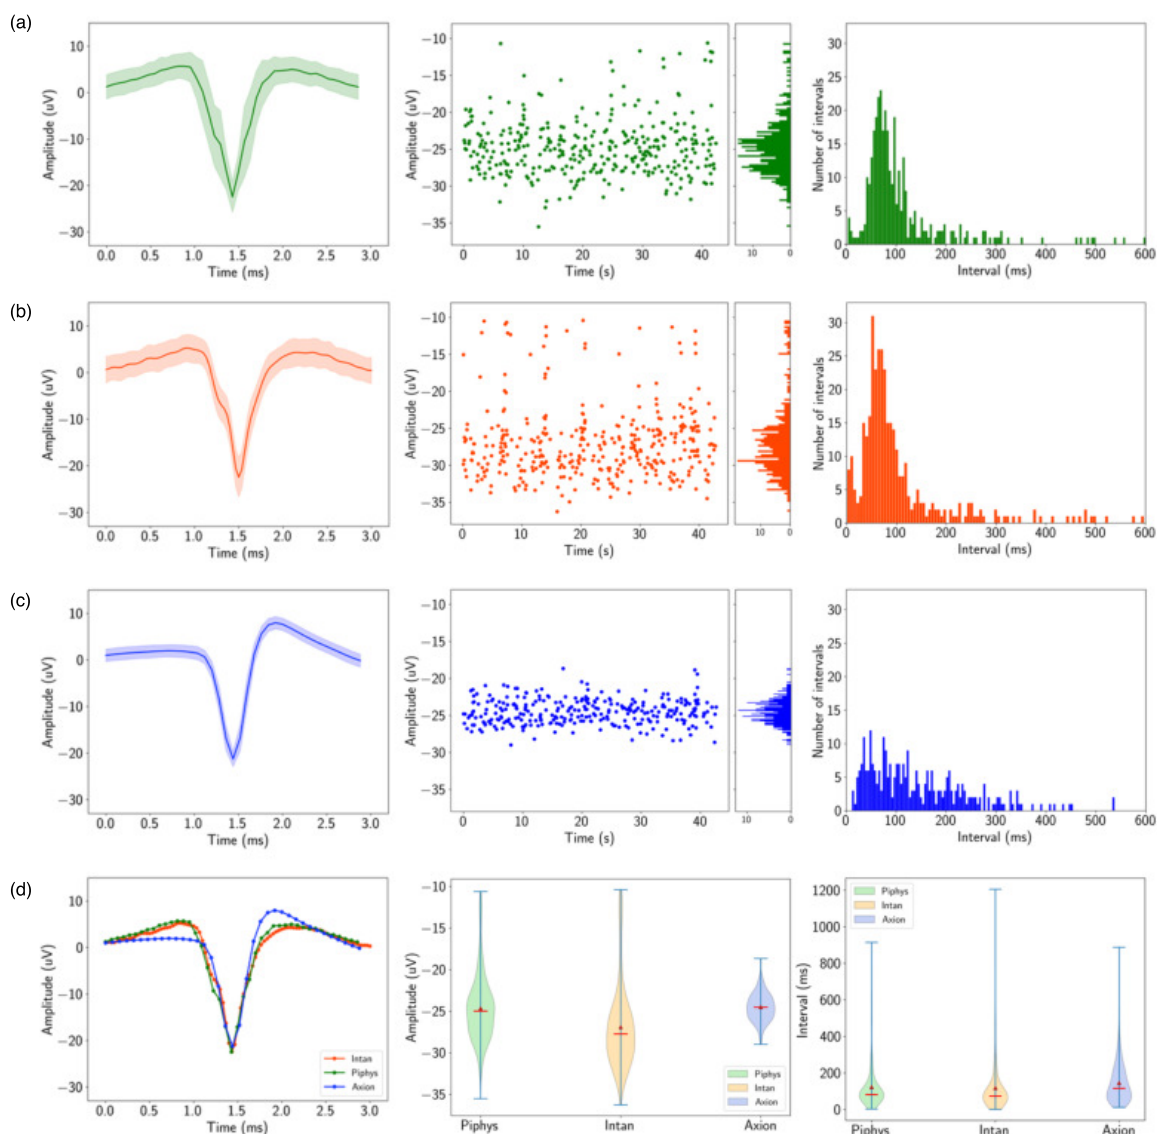 (a)
10
0
−10
−20
−30
Amplitude (uV)
0.0 0.5 1.0 1.5 2.0 2.5 3.0
Time (ms)
−10
−15
−20
−25
−30
−35
Amplitude (uV)
0 10 20 30 40
Time (s)
10 0
30
25
20
15
10
5
0
Number of intervals
0 100 200 300 400 500 600
Interval (ms)
(b)
10
0
−10
−20
−30
Amplitude (uV)
0.0 0.5 1.0 1.5 2.0 2.5 3.0
Time (ms)
−10
−15
−20
−25
−30
−35
Amplitude (uV)
0 10 20 30 40
Time (s)
10 0
30
25
20
15
10
5
0
Number of intervals
0 100 200 300 400 500 600
Interval (ms)
(c)
10
0
−10
−20
−30
Amplitude (uV)
0.0 0.5 1.0 1.5 2.0 2.5 3.0
Time (ms)
−10
−15
−20
−25
−30
−35
Amplitude (uV)
0 10 20 30 40
Time (s)
10 0
30
25
20
15
10
5
0
Number of intervals
0 100 200 300 400 500 600
Interval (ms)
(d)
10
0
−10
−20
−30
Amplitude (uV)
Intan
Piphys
Axion
0.0 0.5 1.0 1.5 2.0 2.5 3.0
Time (ms)
−10
−15
−20
−25
−30
−35
Amplitude (uV)
Piphys
Intan
Axion
Piphys Intan Axion
1200
1000
800
600
400
200
0
Interval (ms)
Piphys
Intan
Axion
Piphys Intan Axion